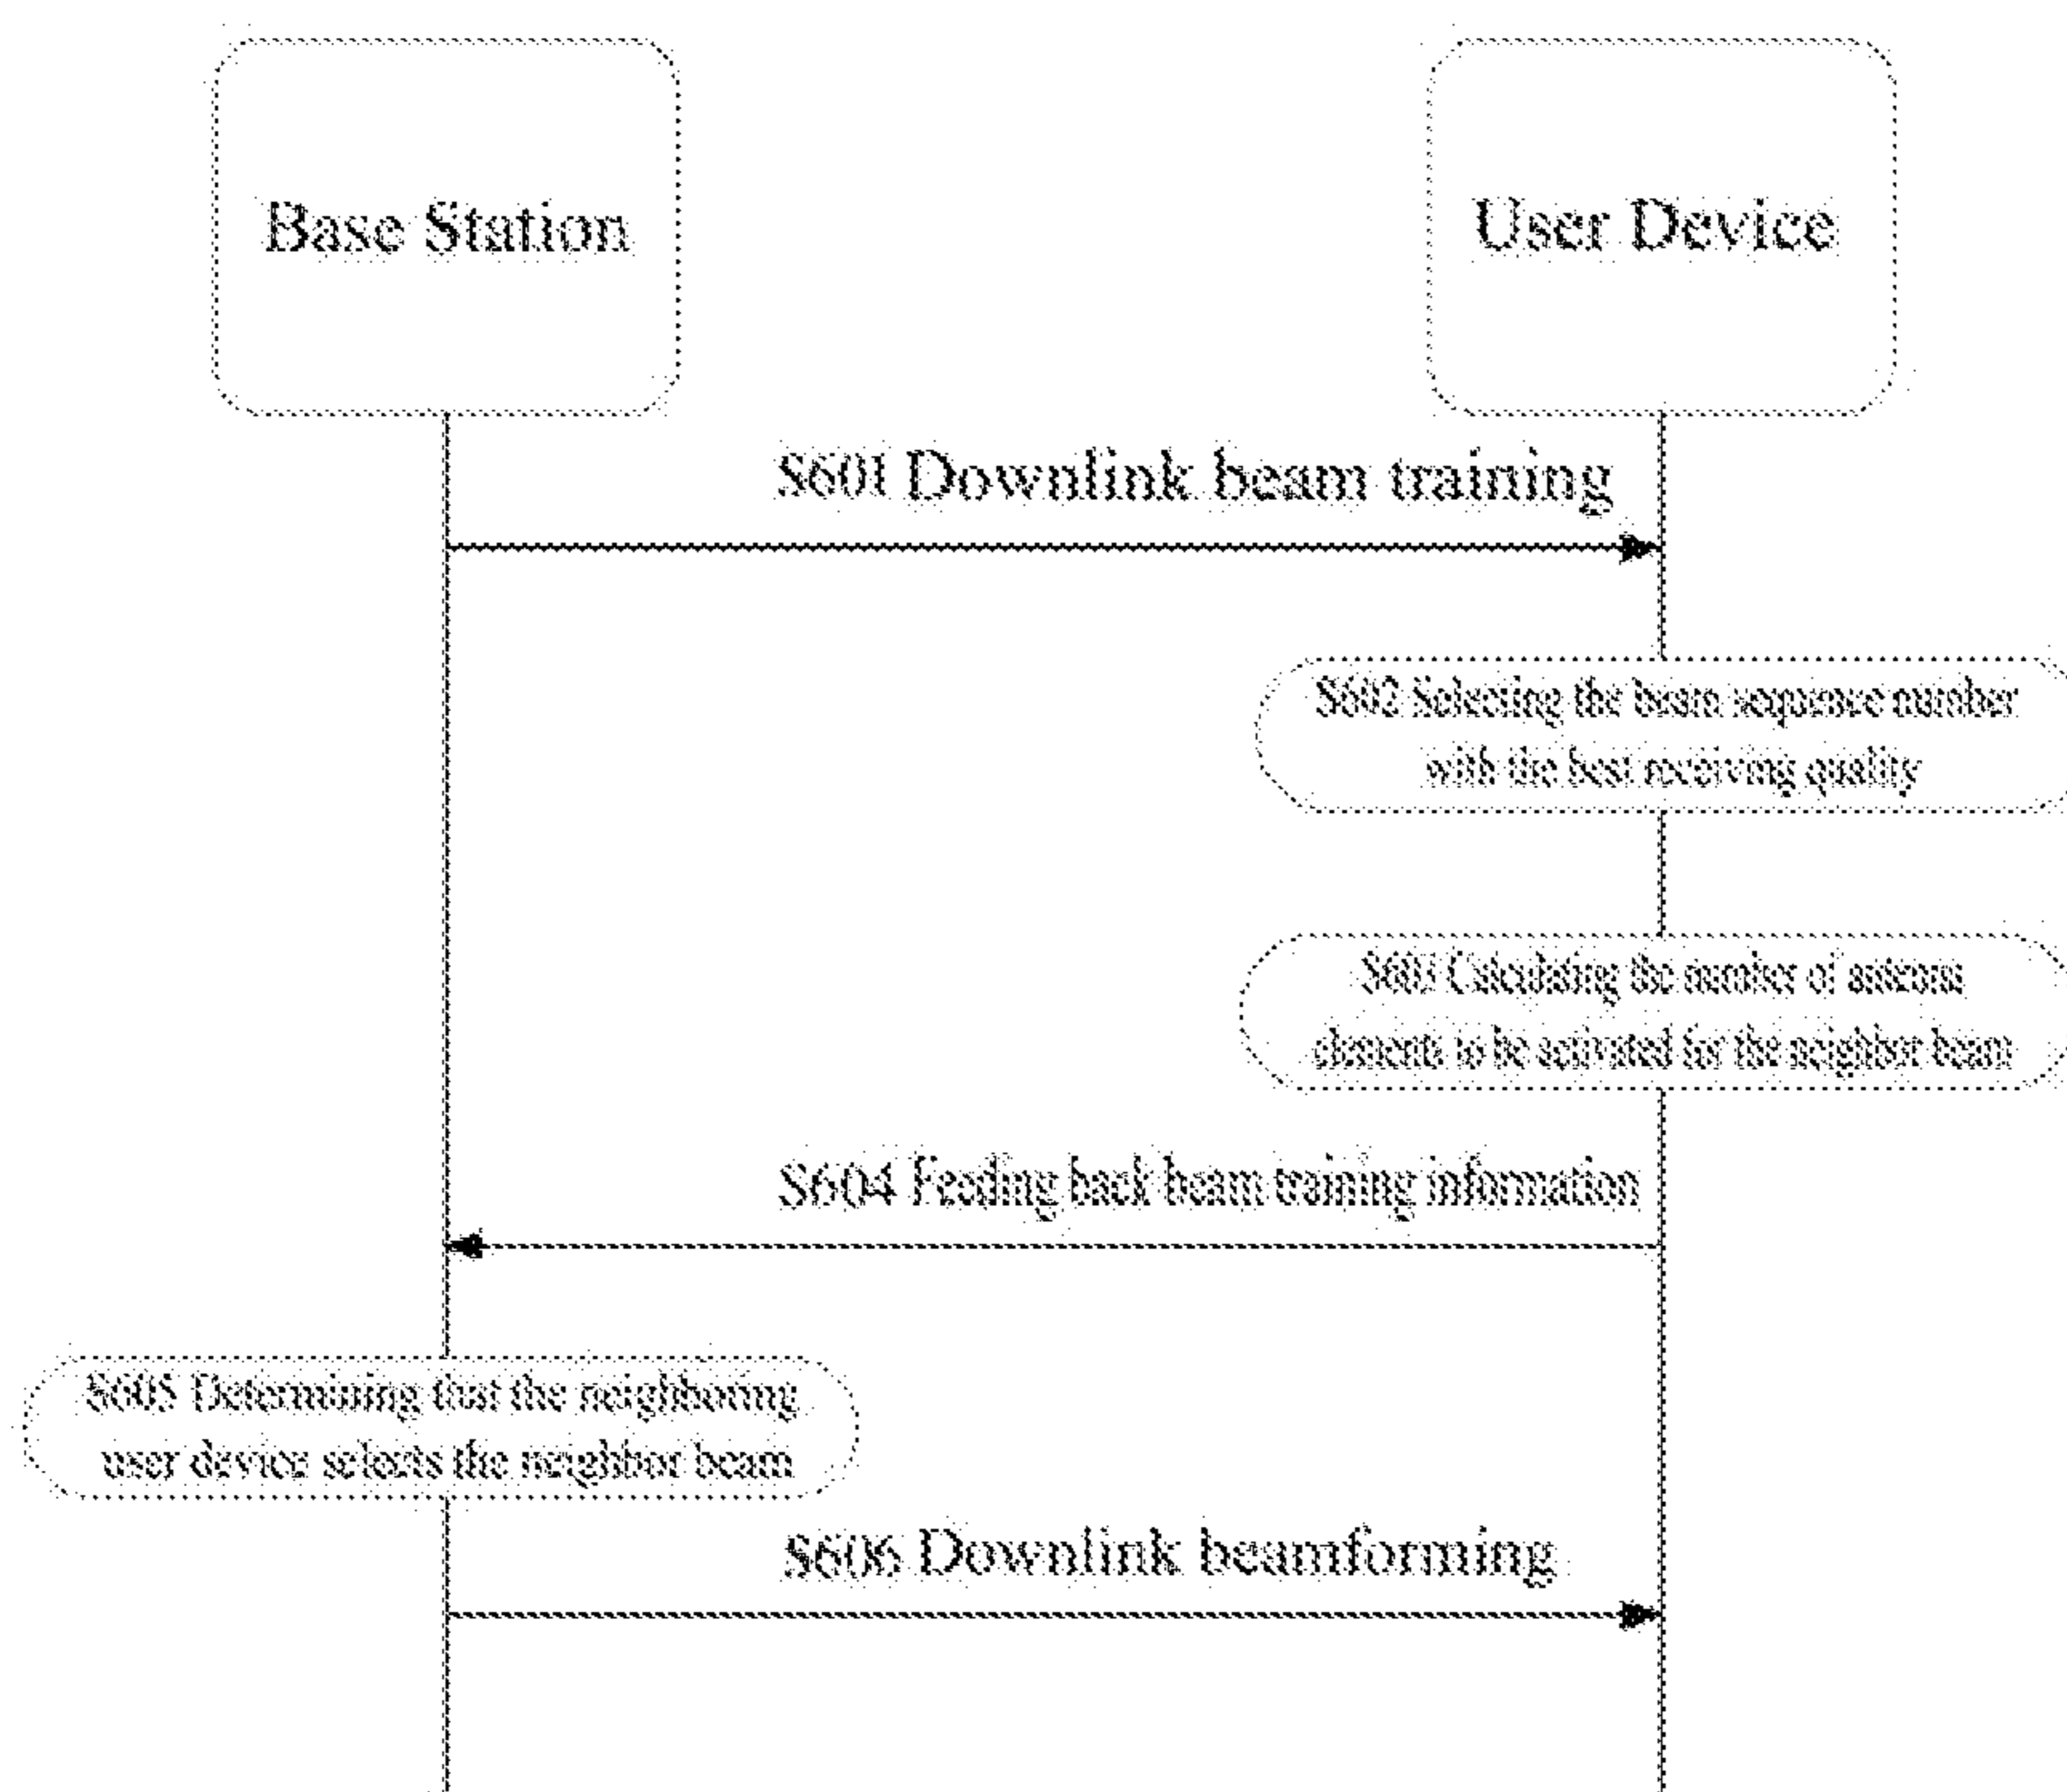 Base Station
User Device
S601 Downlink beam training
S602 Selecting the beam sequence number
with the best receiving quality
S603 Calculating the number of antenna
elements to be activated for the neighbor beam
S604 Feeding back beam training information
S605 Determining that the neighboring
user device selects the neighbor beam
S606 Downlink beamforming